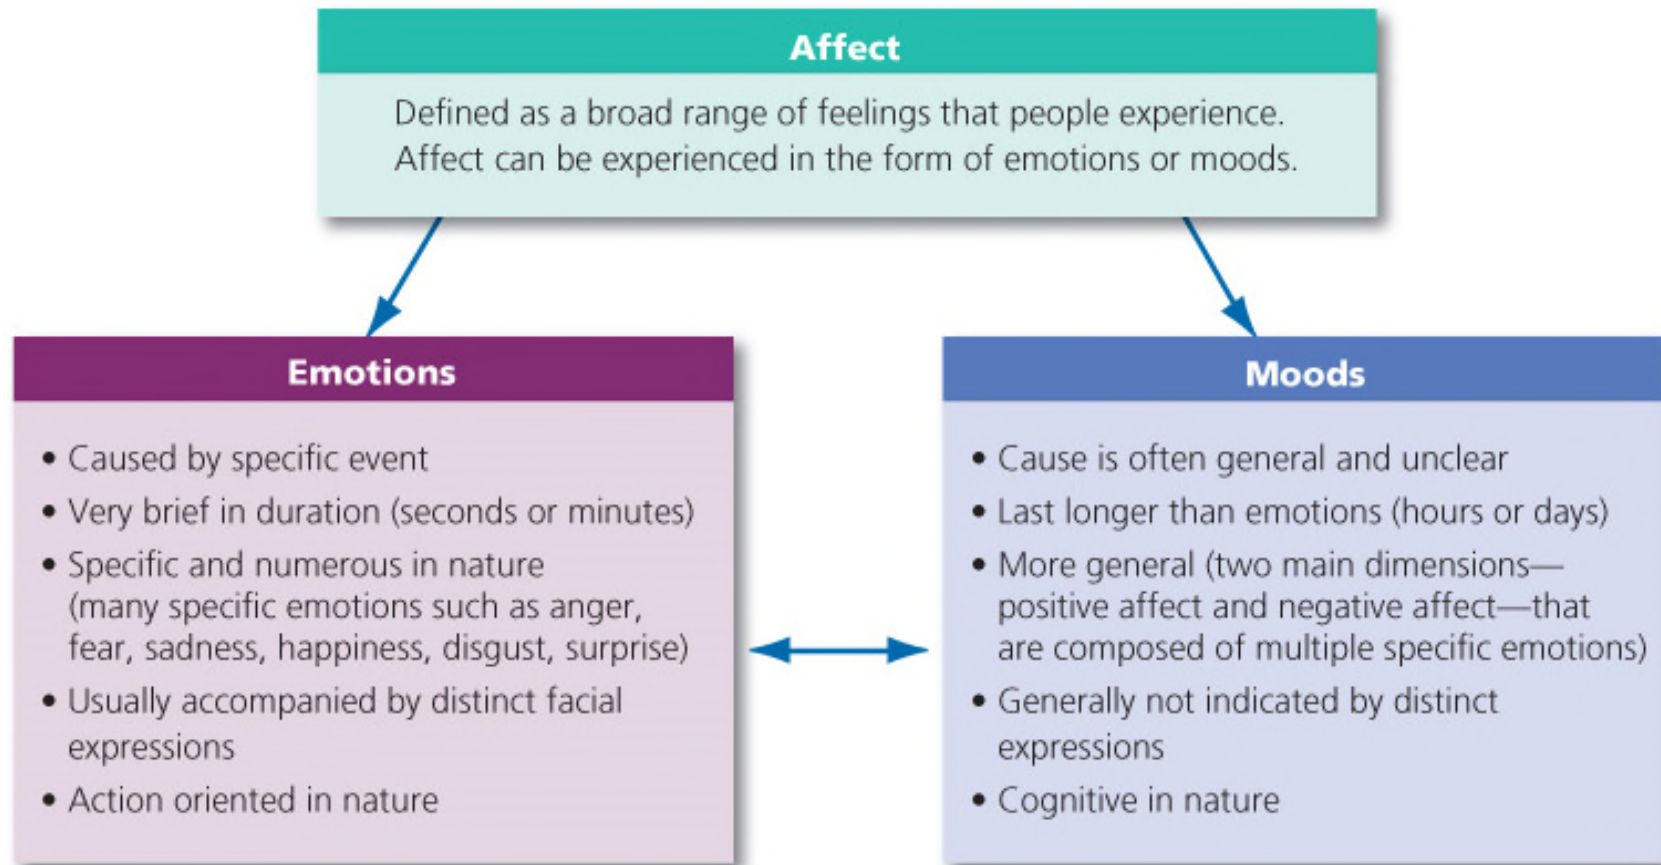 Affect
Defined as a broad range of feelings that people experience.
Affect can be experienced in the form of emotions or moods.
Emotions
• Caused by specific event
• Very brief in duration (seconds or minutes)
• Specific and numerous in nature
(many specific emotions such as anger,
fear, sadness, happiness, disgust, surprise)
• Usually accompanied by distinct facial
expressions
• Action oriented in nature
Moods
• Cause is often general and unclear
• Last longer than emotions (hours or days)
• More general (two main dimensions—
positive affect and negative affect—that
are composed of multiple specific emotions)
• Generally not indicated by distinct
expressions
• Cognitive in nature